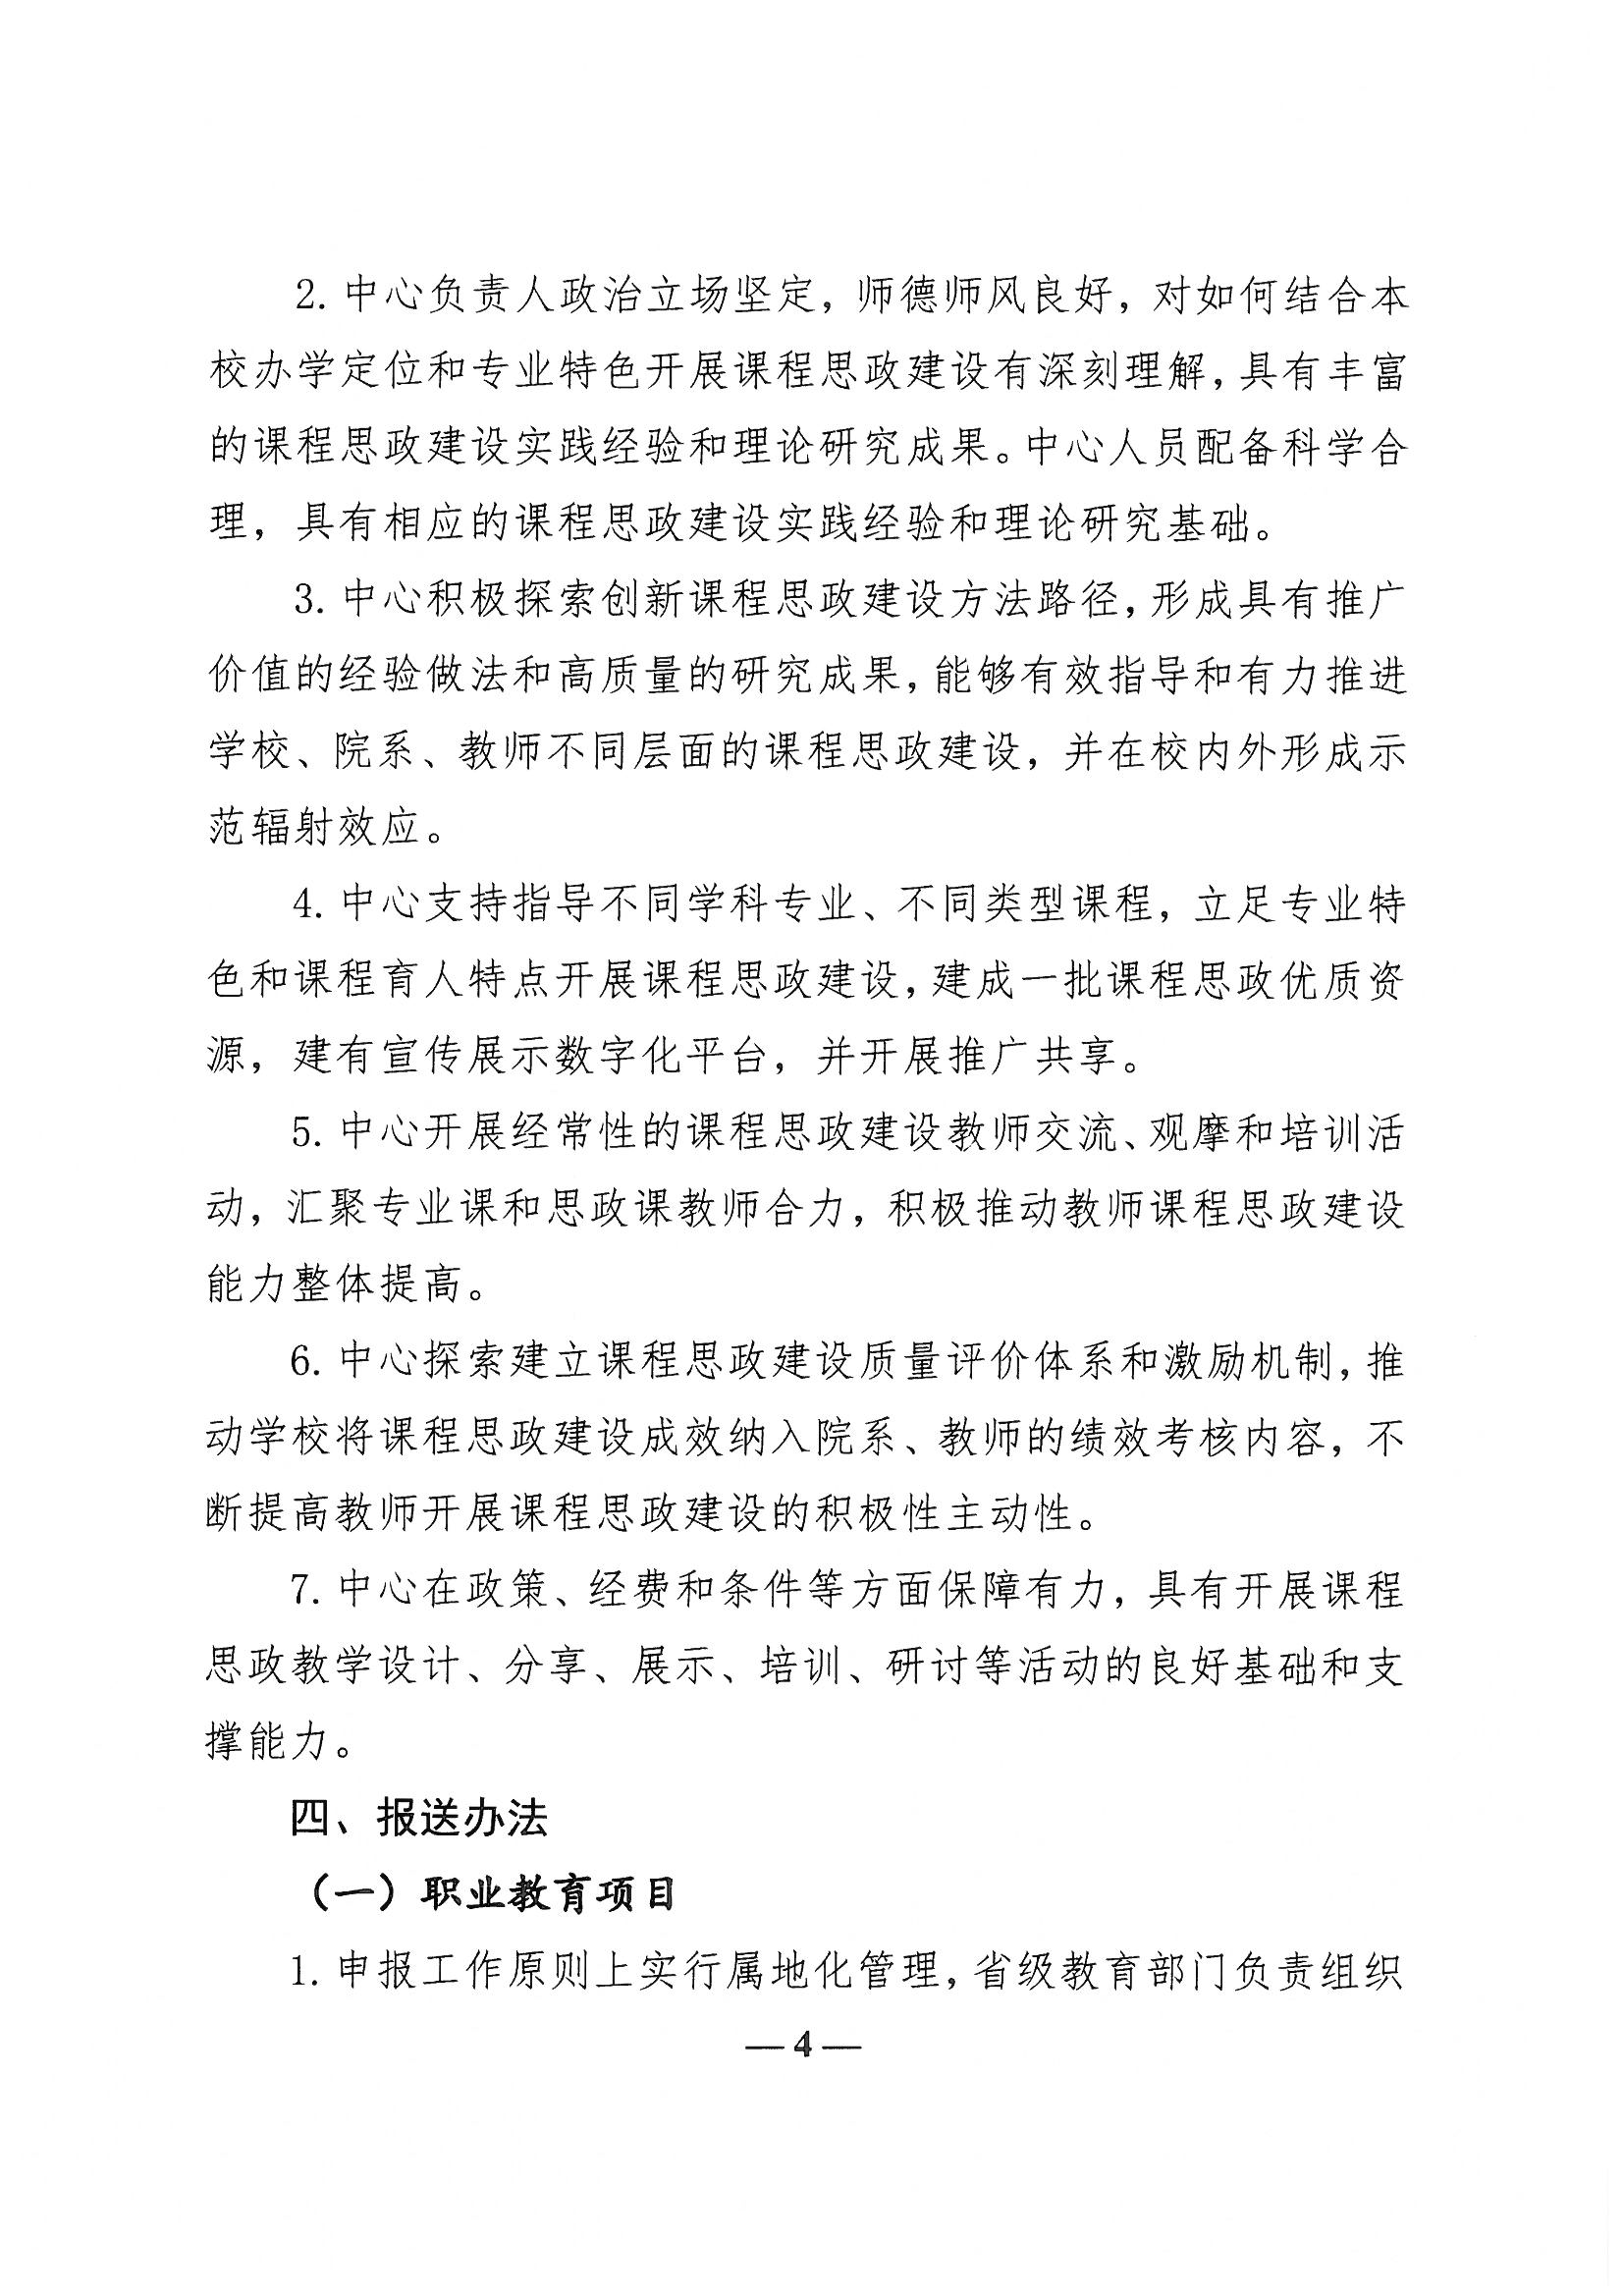 2. 中心负责人政治立场坚定，师德师风良好，对如何结合本
校办学定位和专业特色开展课程思政建设有深刻理解，具有丰富
的课程思政建设实践经验和理论研究成果。中心人员配备科学合
理，具有相应的课程思政建设实践经验和理论研究基础。
3. 中心积极探索创新课程思政建设方法路径，形成具有推广
价值的经验做法和高质量的研究成果，能够有效指导和有力推进
学校、院系、教师不同层面的课程思政建设，并在校内外形成示
范辐射效应。
4. 中心支持指导不同学科专业、不同类型课程，立足专业特
色和课程育人特点开展课程思政建设，建成一批课程思政优质资
源，建有宣传展示数字化平台，并开展推广共享。
5. 中心开展经常性的课程思政建设教师交流、观摩和培训活
动，汇聚专业课和思政课教师合力，积极推动教师课程思政建设
能力整体提高。
6. 中心探索建立课程思政建设质量评价体系和激励机制，推
动学校将课程思政建设成效纳入院系、教师的绩效考核内容，不
断提高教师开展课程思政建设的积极性主动性。
7. 中心在政策、经费和条件等方面保障有力，具有开展课程
思政教学设计、分享、展示、培训、研讨等活动的良好基础和支
撑能力。
四、报送办法
（一）职业教育项目
1. 申报工作原则上实行属地化管理，省级教育部门负责组织
— 4 —